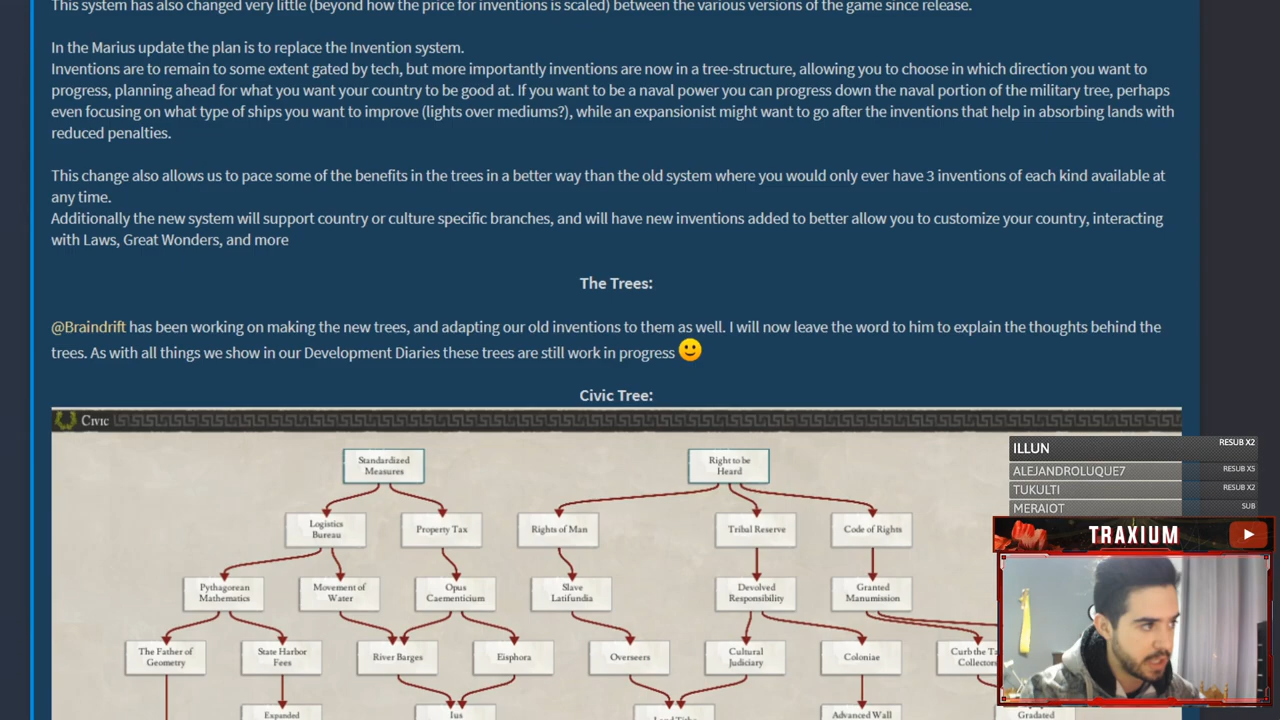 This system has also changed very little (beyond how the price for inventions is scaled) between the various versions of the game since release.
In the Marius update the plan is to replace the Invention system.
Inventions are to remain to some extent gated by tech, but more importantly inventions are now in a tree-structure, allowing you to choose in which direction you want to
progress, planning ahead for what you want your country to be good at. If you want to be a naval power you can progress down the naval portion of the military tree, perhaps
even focusing on what type of ships you want to improve (lights over mediums?), while an expansionist might want to go after the inventions that help in absorbing lands with
reduced penalties.
This change also allows us to pace some of the benefits in the trees in a better way than the old system where you would only ever have 3 inventions of each kind available at
any time.
Additionally the new system will support country or culture specific branches, and will have new inventions added to better allow you to customize your country, interacting
with Laws, Great Wonders, and more
The Trees:
@Braindrift has been working on making the new trees, and adapting our old inventions to them as well. I will now leave the word to him to explain the thoughts behind the
trees. As with all things we show in our Development Diaries these trees are still work in progress
Civic Tree:
Civic
Standardized
Measures
Right to be
Heard
Logistics
Bureau
Property Tax
Rights of Man
Tribal Reserve
Code of Rights
Pythagorean
Mathematics
Movement of
Water
Opus
Caementicium
Slave
Latifundia
Devolved
Responsibility
Granted
Manumission
The Father of
Geometry
State Harbor
Fees
River Barges
Eisphora
Overseers
Cultural
Judiciary
Coloniae
Curb the Ta
Collectors
Expanded
Ius
Advanced Wall
Gradated
ILLUN RESUB X2
ALEJANDROLUQUE7 RESUB X5
TUKULTI RESUB X2
MERAIOT SUB
TRAXIUM